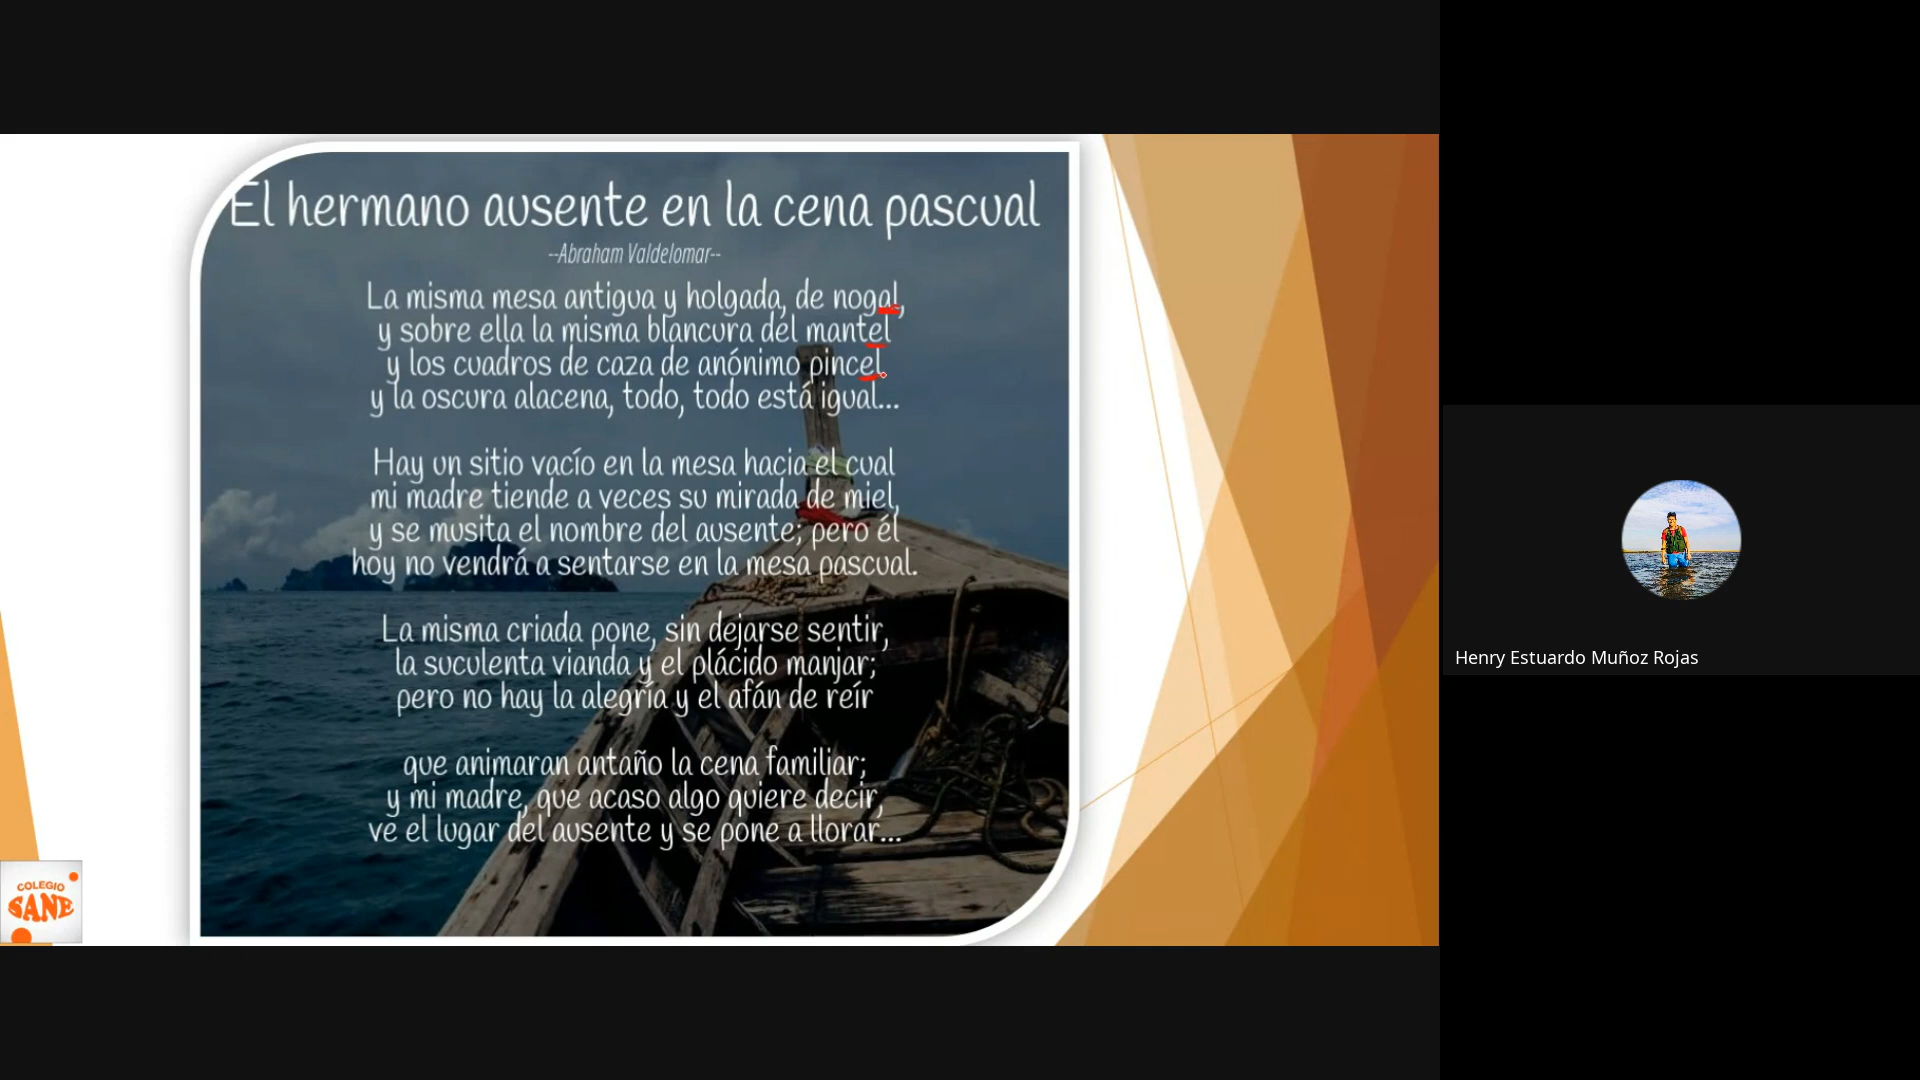 El hermano ausente en la cena pascual
--Abraham Valdelomar--
La misma mesa antigua y holgada, de nogal,
y sobre ella la misma blancura del mantel
y los cuadros de caza de anónimo pincel
y la oscura alacena, todo, todo está igual...
Hay un sitio vacío en la mesa hacia el cual
mi madre tiende a veces su mirada de miel,
y se musita el nombre del ausente; pero él
hoy no vendrá a sentarse en la mesa pascual.
La misma criada pone, sin dejarse sentir,
la suculenta vianda y el plácido manjar;
pero no hay la alegría y el afán de reír
que animaran antaño la cena familiar;
y mi madre, que acaso algo quiere decir,
ve el lugar del ausente y se pone a llorar...
COLEGIO
SANE
Henry Estuardo Muñoz Rojas